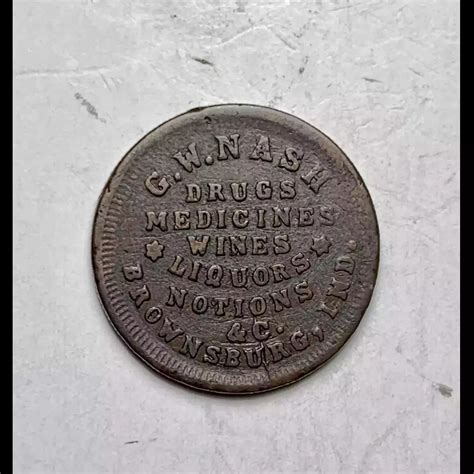 G.W.NASH
DRUGS
MEDICINES
WINES
LIQUORS
NOTIONS
&C.
BROWNSBURG, IND.